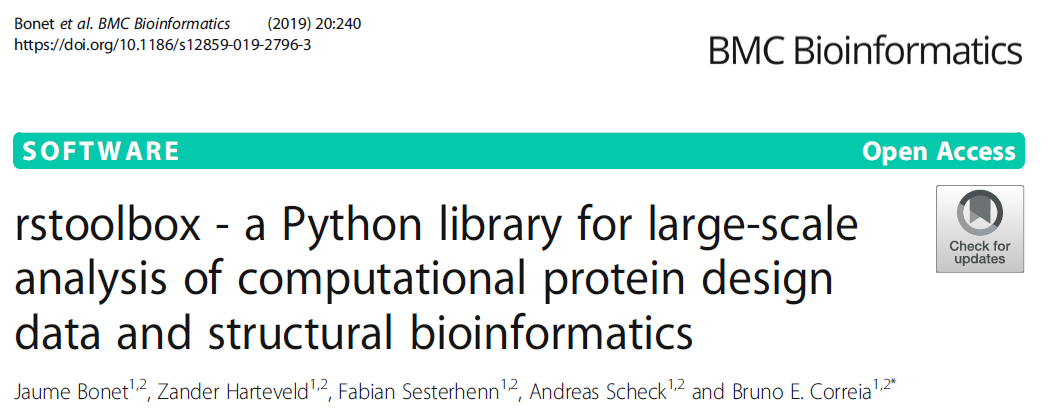 Bonet et al. BMC Bioinformatics (2019) 20:240
https://doi.org/10.1186/s12859-019-2796-3
BMC Bioinformatics
SOFTWARE Open Access
rstoolbox - a Python library for large-scale
analysis of computational protein design
data and structural bioinformatics
Check for
updates
Jaume Bonet1,2, Zander Harteveld1,2, Fabian Sesterhenn1,2, Andreas Scheck1,2 and Bruno E. Correia1,2*